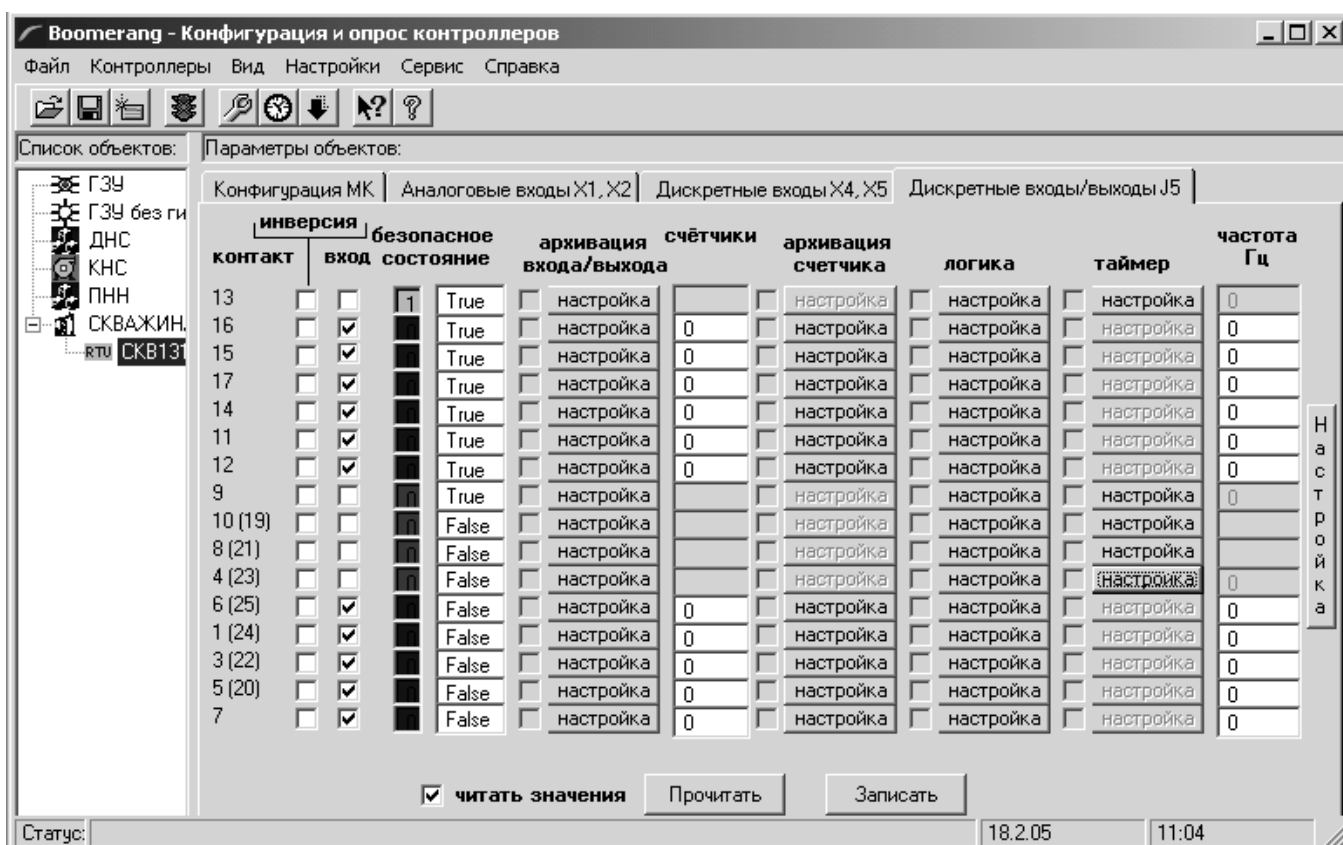 Boomerang - Конфигурация и опрос контроллеров
Файл Контроллеры Вид Настройки Сервис Справка
Список объектов: Параметры объектов:
ГЗУ
ГЗУ без ги
ДНС
КНС
ПНН
СКВАЖИН.
RTU СКВ131
Конфигурация МК Аналоговые входы X1, X2 Дискретные входы X4, X5 Дискретные входы/выходы J5
контакт инверсия вход безопасное состояние архивация входа/выхода счётчики архивация счетчика логика таймер частота Гц
13 1 True настройка настройка настройка настройка 0
16 True настройка 0 настройка настройка настройка 0
15 True настройка 0 настройка настройка настройка 0
17 True настройка 0 настройка настройка настройка 0
14 True настройка 0 настройка настройка настройка 0
11 True настройка 0 настройка настройка настройка 0
12 True настройка 0 настройка настройка настройка 0
9 True настройка настройка настройка настройка 0
10 (19) False настройка настройка настройка настройка
8 (21) False настройка настройка настройка настройка
4 (23) False настройка настройка настройка настройка 0
6 (25) False настройка 0 настройка настройка настройка 0
1 (24) False настройка 0 настройка настройка настройка 0
3 (22) False настройка 0 настройка настройка настройка 0
5 (20) False настройка 0 настройка настройка настройка 0
7 False настройка 0 настройка настройка настройка 0
Настройка
читать значения Прочитать Записать
Статус: 18.2.05 11:04